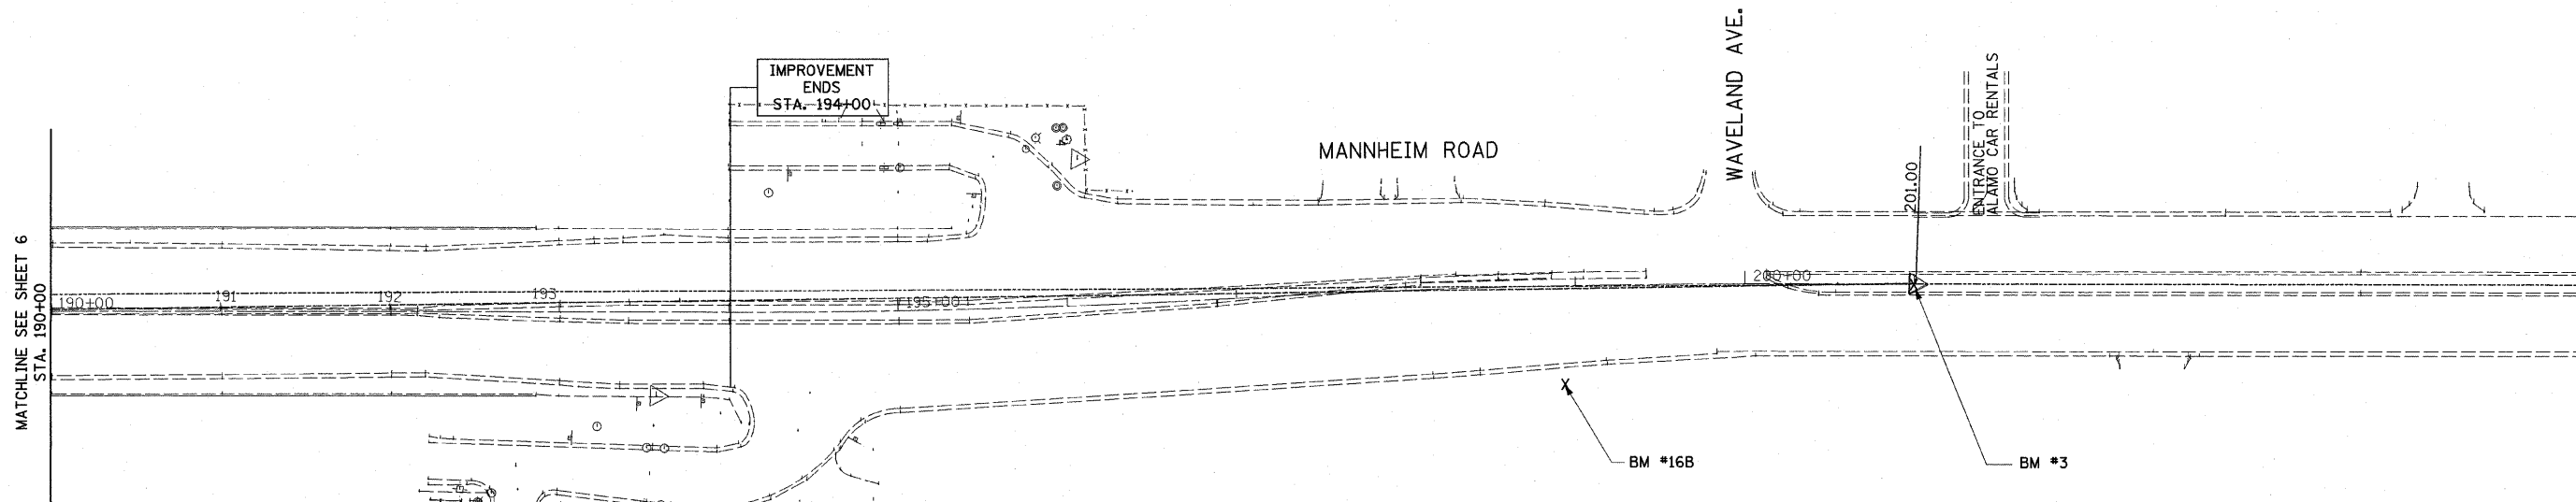 IMPROVEMENT
ENDS
STA. 194+00
MANNHEIM ROAD
WAVELAND AVE.
ENTRANCE TO
ALAMO CAR RENTALS
201.00
MATCHLINE SEE SHEET 6
STA. 190+00
190+00
191
192
193
195+00
200+00
BM #16B
BM #3